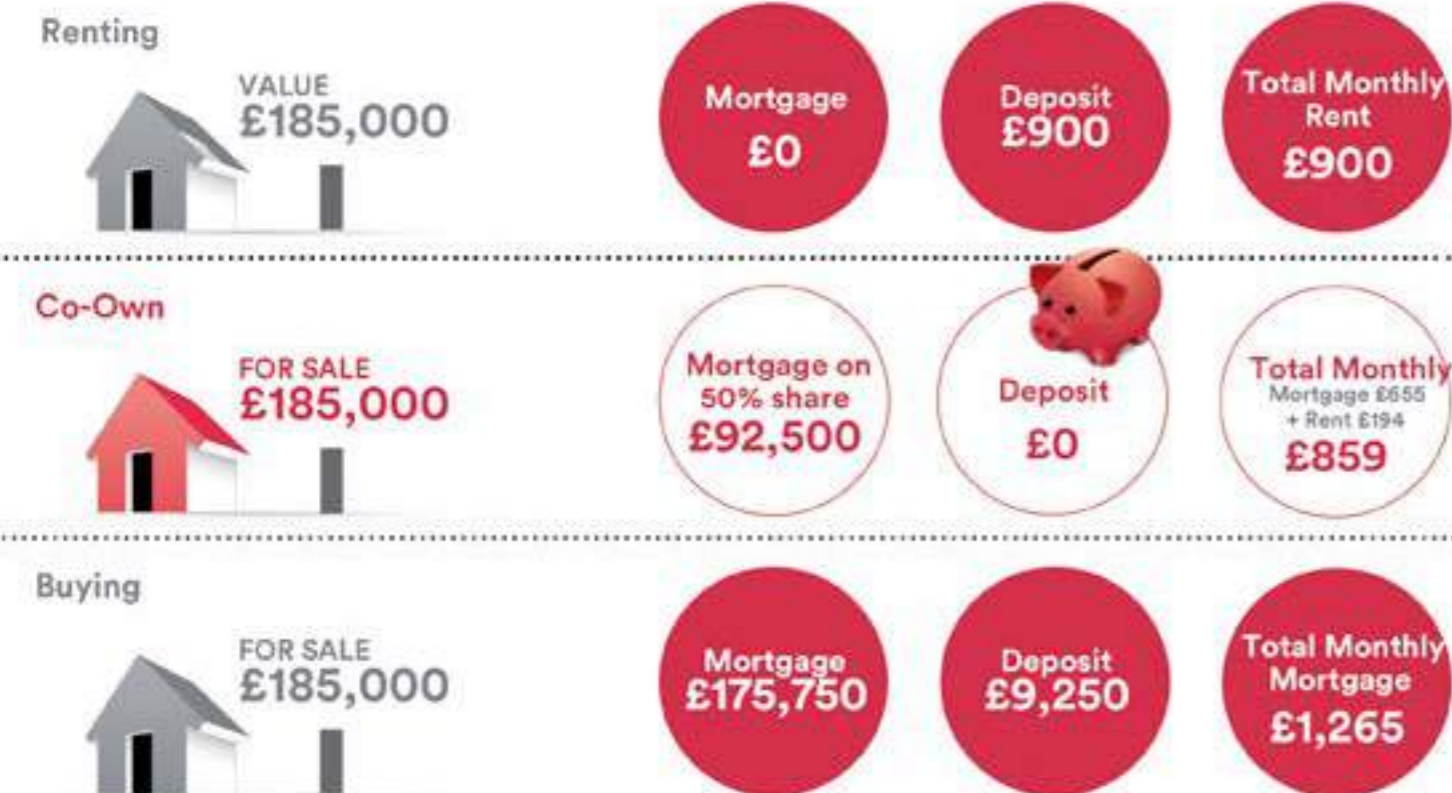 Renting
VALUE
£185,000
Mortgage
£0
Deposit
£900
Total Monthly
Rent
£900
Co-Own
FOR SALE
£185,000
Mortgage on
50% share
£92,500
Deposit
£0
Total Monthly
Mortgage £655
+ Rent £194
£859
Buying
FOR SALE
£185,000
Mortgage
£175,750
Deposit
£9,250
Total Monthly
Mortgage
£1,265